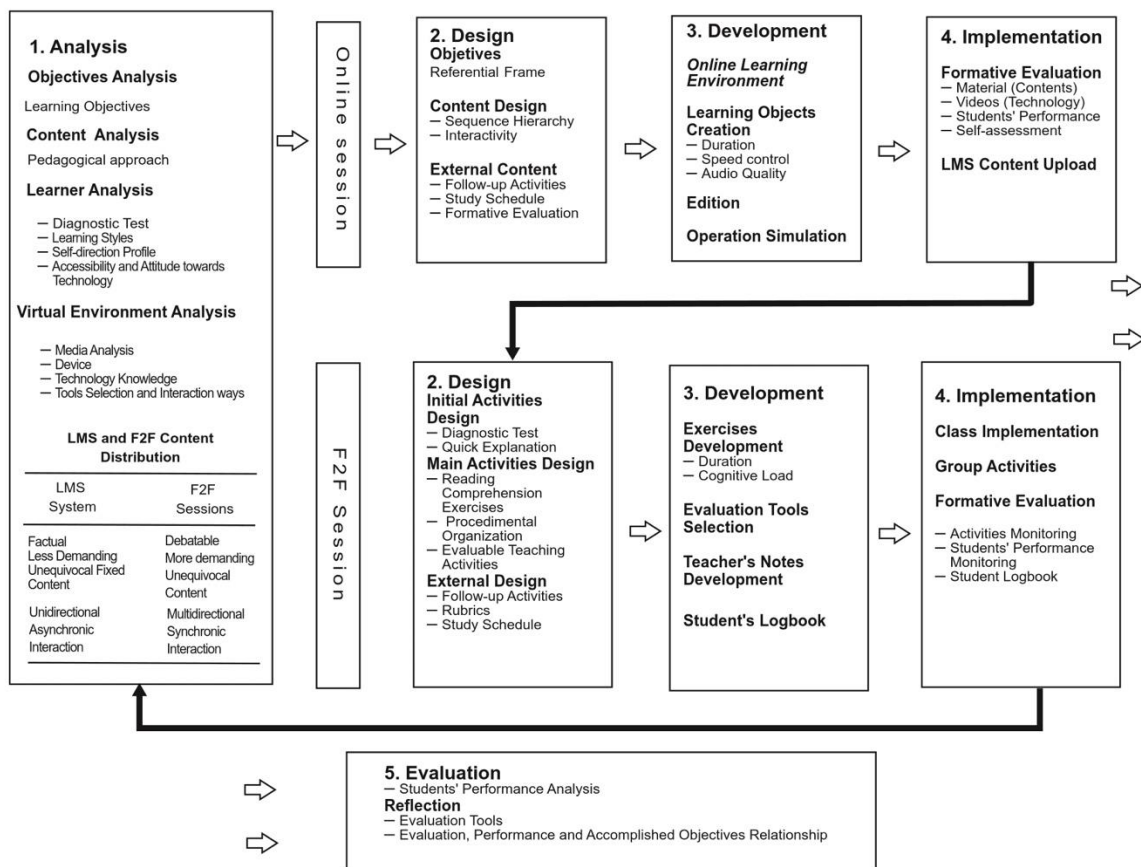 1. Analysis
Objectives Analysis
Learning Objectives
Content Analysis
Pedagogical approach
Learner Analysis
— Diagnostic Test
— Learning Styles
— Self-direction Profile
— Accessibility and Attitude towards
Technology
Virtual Environment Analysis
— Media Analysis
— Device
— Technology Knowledge
— Tools Selection and Interaction ways
LMS and F2F Content
Distribution
LMS
System
F2F
Sessions
Factual
Less Demanding
Unequivocal Fixed
Content
Unidirectional
Asynchronic
Interaction
Debatable
More demanding
Unequivocal
Content
Multidirectional
Synchronic
Interaction
Online session
2. Design
Objetives
Referential Frame
Content Design
— Sequence Hierarchy
— Interactivity
External Content
— Follow-up Activities
— Study Schedule
— Formative Evaluation
3. Development
Online Learning
Environment
Learning Objects
Creation
— Duration
— Speed control
— Audio Quality
Edition
Operation Simulation
4. Implementation
Formative Evaluation
— Material (Contents)
— Videos (Technology)
— Students' Performance
— Self-assessment
LMS Content Upload
F2F Session
2. Design
Initial Activities
Design
— Diagnostic Test
— Quick Explanation
Main Activities Design
— Reading
Comprehension
Exercises
— Procedimental
Organization
— Evaluable Teaching
Activities
External Design
— Follow-up Activities
— Rubrics
— Study Schedule
3. Development
Exercises
Development
— Duration
— Cognitive Load
Evaluation Tools
Selection
Teacher's Notes
Development
Student's Logbook
4. Implementation
Class Implementation
Group Activities
Formative Evaluation
— Activities Monitoring
— Students' Performance
Monitoring
— Student Logbook
5. Evaluation
— Students' Performance Analysis
Reflection
— Evaluation Tools
— Evaluation, Performance and Accomplished Objectives Relationship